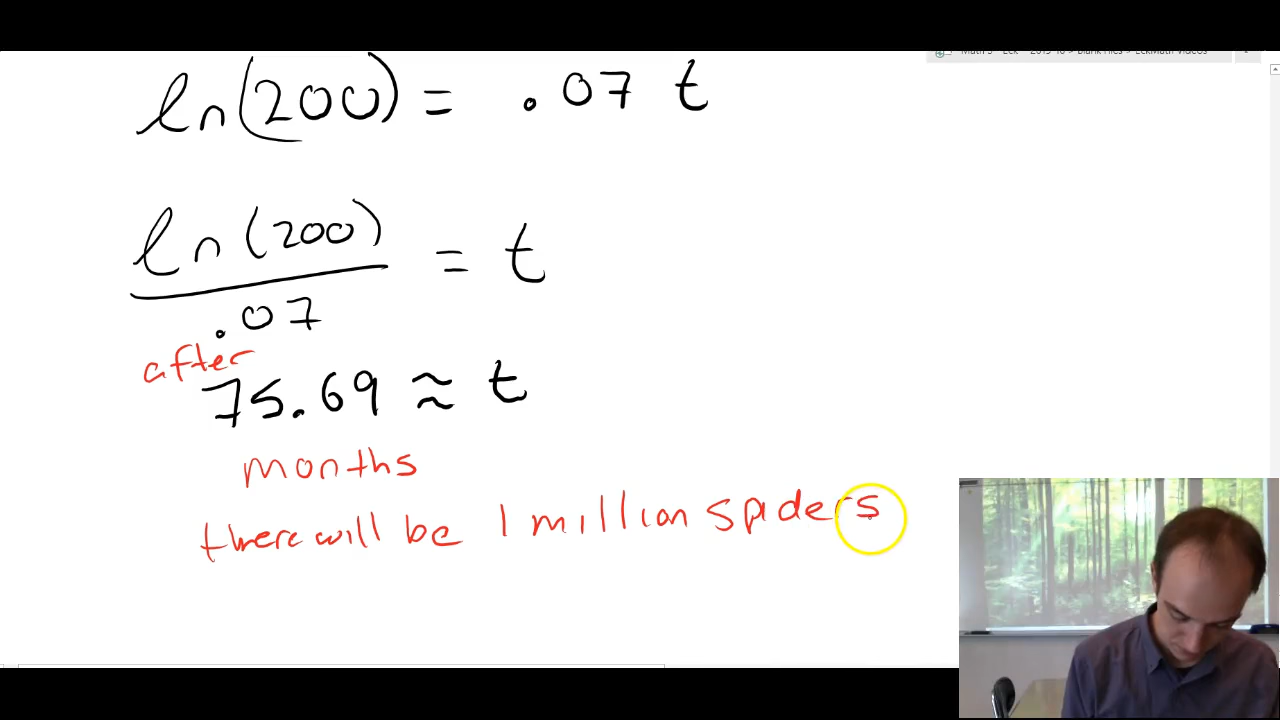 ln(200) = .07 t
ln(200)
.07
= t
after
75.69 ≈ t
months
there will be 1 million spiders